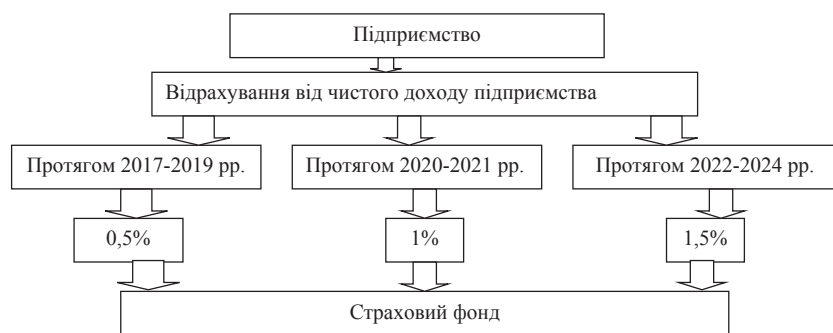 Підприємство
Відрахування від чистого доходу підприємства
Протягом 2017-2019 рр.
Протягом 2020-2021 рр.
Протягом 2022-2024 рр.
0,5%
1%
1,5%
Страховий фонд